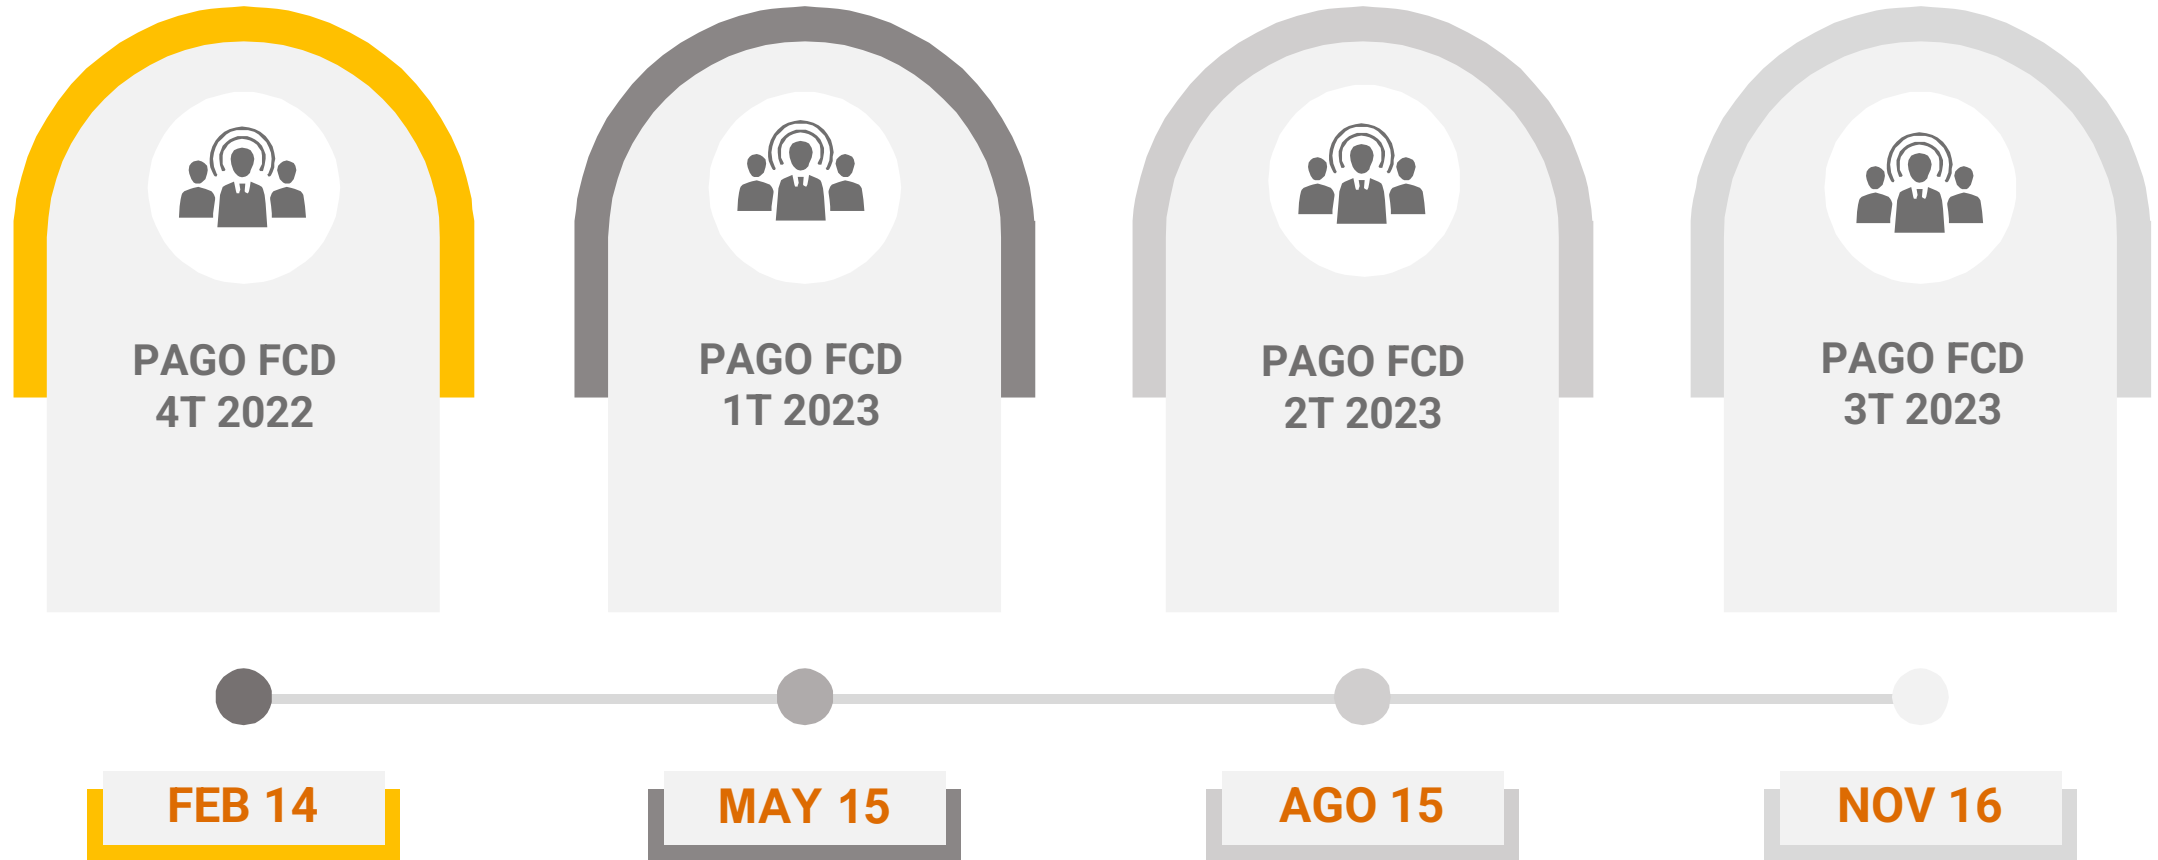 PAGO FCD
4T 2022
PAGO FCD
1T 2023
PAGO FCD
2T 2023
PAGO FCD
3T 2023
FEB 14
MAY 15
AGO 15
NOV 16